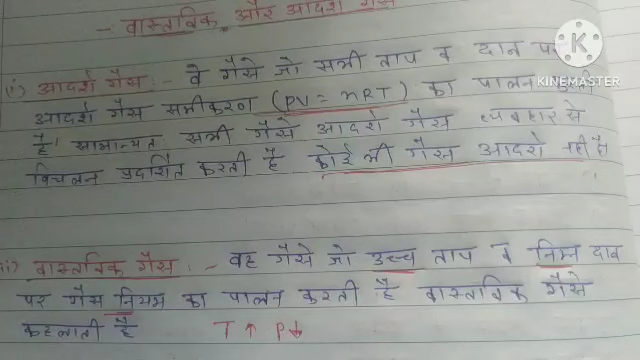 - वास्तविक और आदर्श गैस
(i) आदर्श गैस :- वे गैसे जो सभी ताप व दाब पर
आदर्श गैस समीकरण (PV = nRT) का पालन
है। सामान्यत सभी गैसे आदर्श गैस व्यवहार से
विचलन प्रदर्शित करती है कोई भी गैस आदर्श नहीं है।
ii) वास्तविक गैस :- वह गैसे जो उच्च ताप व निम्न दाब
पर गैस नियम का पालन करती है वास्तविक गैसे
कहलाती है T ↑ P↓
KINEMASTER